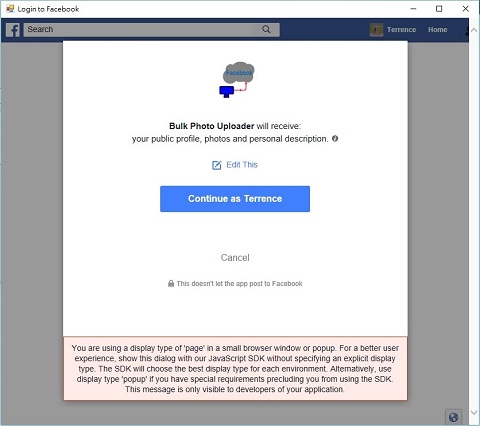 Login to Facebook
Search
Terrence
Home
Facebook
Bulk Photo Uploader will receive:
your public profile, photos and personal description.
Edit This
Continue as Terrence
Cancel
This doesn't let the app post to Facebook
You are using a display type of 'page' in a small browser window or popup. For a better user
experience, show this dialog with our JavaScript SDK without specifying an explicit display
type. The SDK will choose the best display type for each environment. Alternatively, use
display type 'popup' if you have special requirements precluding you from using the SDK.
This message is only visible to developers of your application.